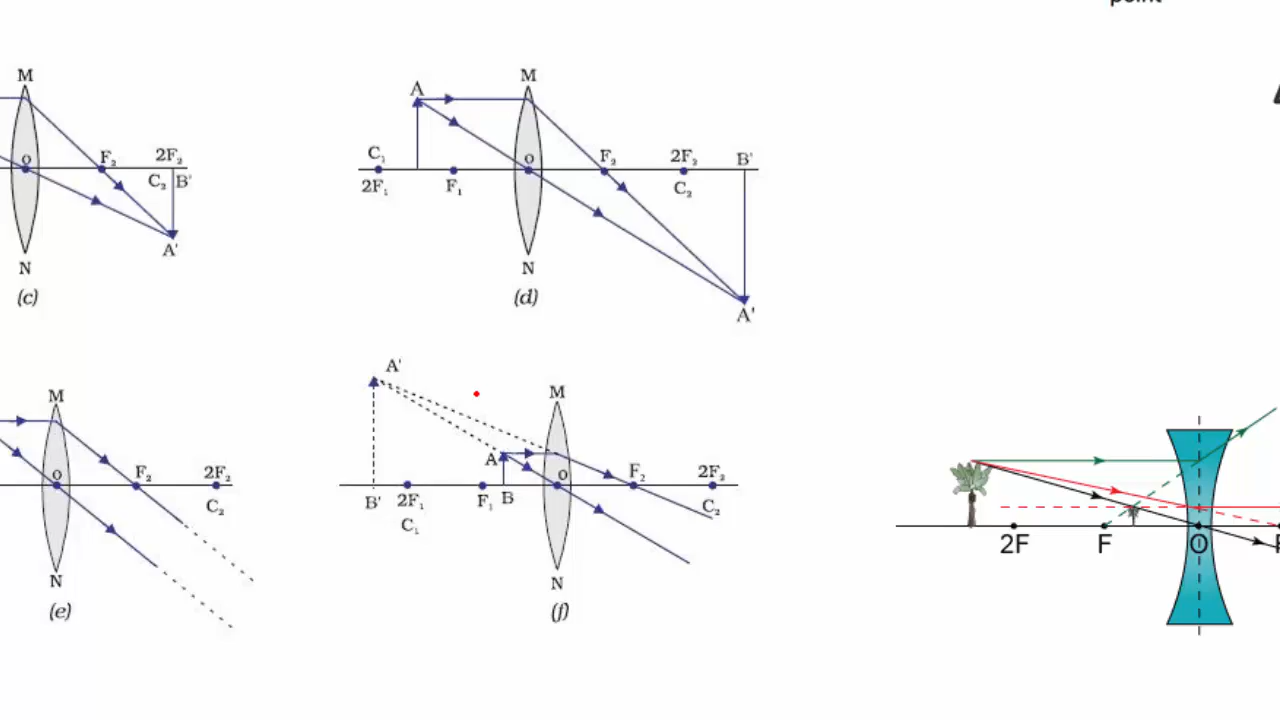 point
M
O
F₂
2F₂
C₂
B'
A'
N
(c)
M
A
C₁
2F₁
F₁
O
F₂
2F₂
C₂
B'
A'
N
(d)
M
O
F₂
2F₂
C₂
N
(e)
A'
M
A
O
F₂
2F₂
B'
2F₁
C₁
F₁
B
C₂
N
(f)
2F
F
O